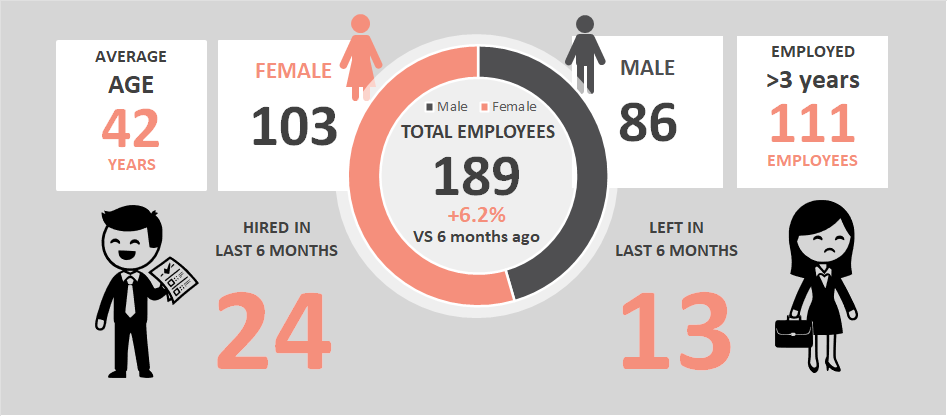 AVERAGE
AGE
42
YEARS
FEMALE
103
Male Female
TOTAL EMPLOYEES
189
+6.2%
VS 6 months ago
MALE
86
EMPLOYED
>3 years
111
EMPLOYEES
HIRED IN
LAST 6 MONTHS
24
LEFT IN
LAST 6 MONTHS
13